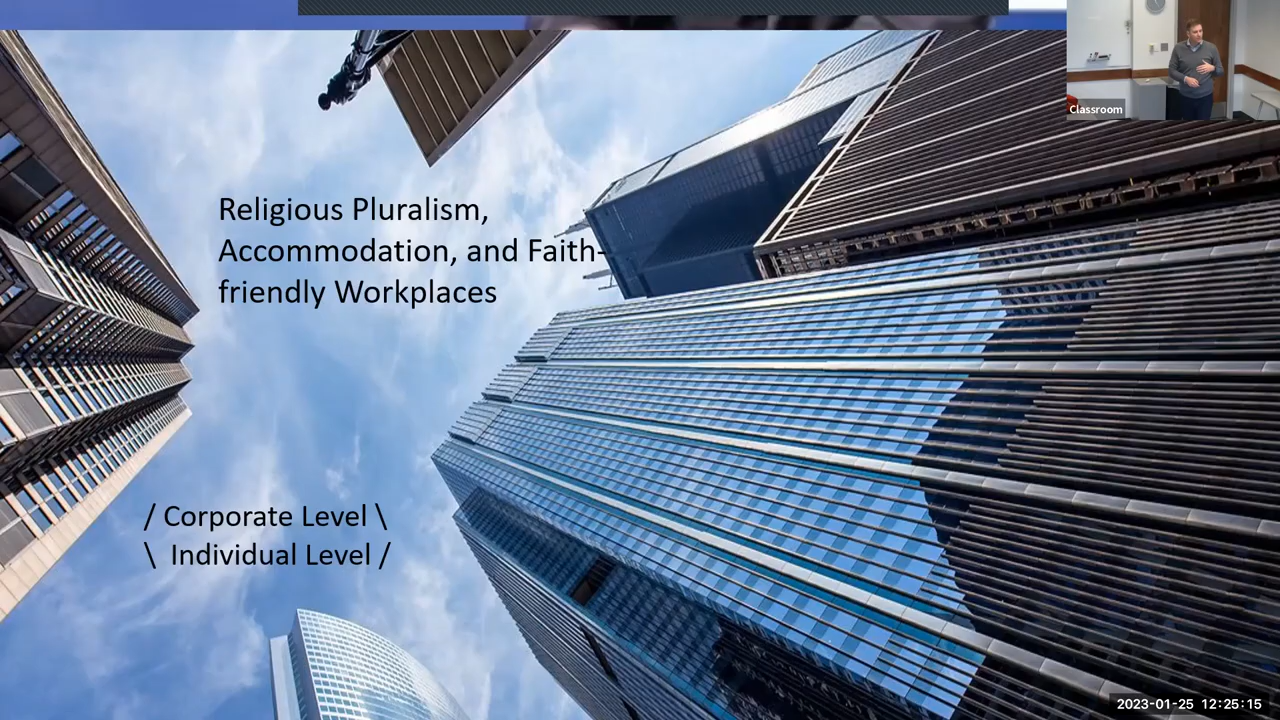 Classroom
Religious Pluralism,
Accommodation, and Faith-
friendly Workplaces
/ Corporate Level \
\  Individual Level /
2023-01-25 12:25:15